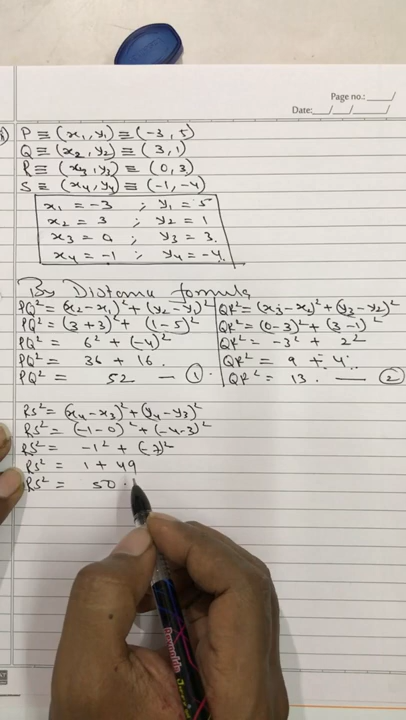 Page no.: ____/
Date: ___/___/___
P ≡ (x₁, y₁) ≡ (-3, 5)
Q ≡ (x₂, y₂) ≡ (3, 1)
R ≡ (x₃, y₃) ≡ (0, 3)
S ≡ (x₄, y₄) ≡ (-1, -4)
x₁ = -3 ; y₁ = 5
x₂ = 3 ; y₂ = 1
x₃ = 0 ; y₃ = 3.
x₄ = -1 ; y₄ = -4.
By Distance formula
PQ² = (x₂-x₁)² + (y₂-y₁)²
PQ² = (3+3)² + (1-5)²
PQ² = 6² + (-4)²
PQ² = 36 + 16.
PQ² = 52 — ①
QR² = (x₃-x₂)² + (y₃-y₂)²
QR² = (0-3)² + (3-1)²
QR² = -3² + 2²
QR² = 9 + 4.
QR² = 13. — ②
RS² = (x₄-x₃)² + (y₄-y₃)²
RS² = (-1-0)² + (-4-3)²
RS² = -1² + (-7)²
RS² = 1 + 49
RS² = 50.